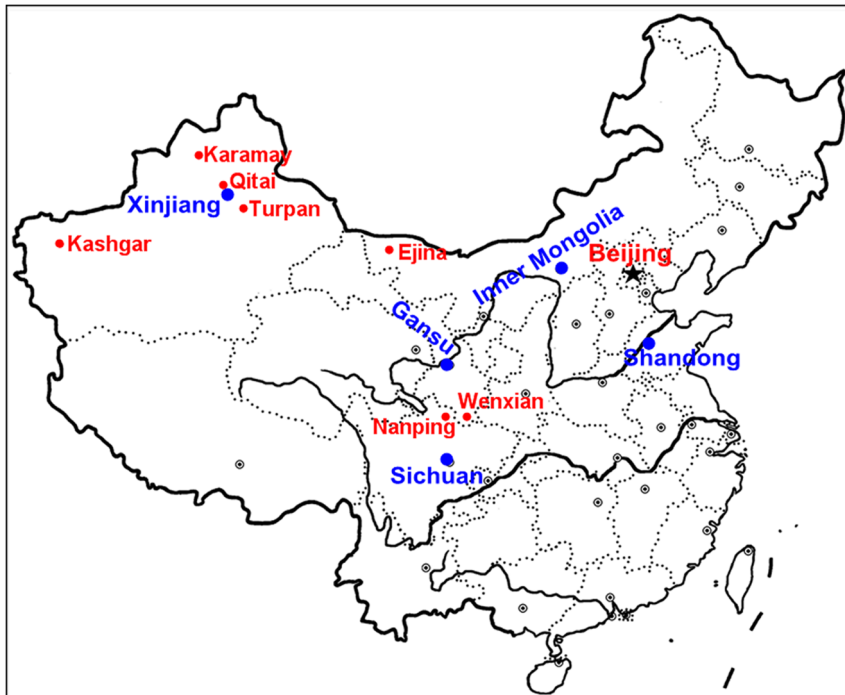 Karamay
Qitai
Xinjiang
Turpan
Kashgar
Ejina
Inner Mongolia
Beijing
Gansu
Shandong
Wenxian
Nanping
Sichuan